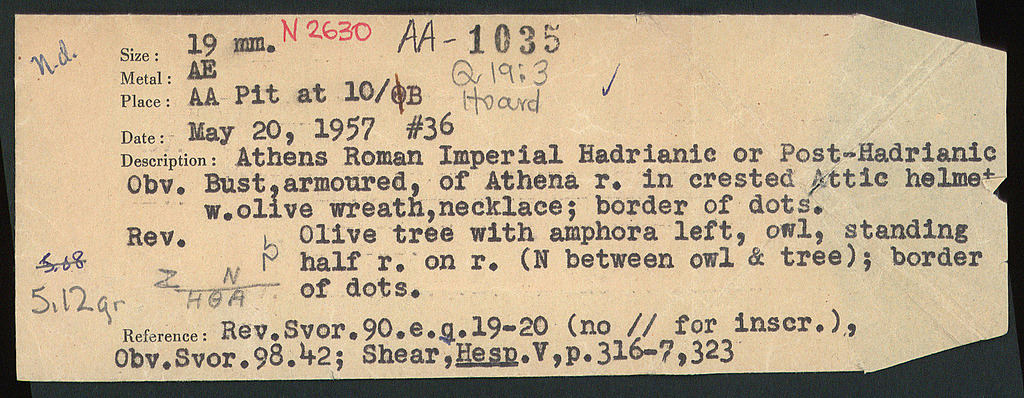 n.d.
Size: 19 mm. N 2630 AA-1035
Metal: AE Q 19:3
Place: AA Pit at 10/ΦB Hoard ✓
Date: May 20, 1957 #36
Description: Athens Roman Imperial Hadrianic or Post-Hadrianic
Obv. Bust,armoured, of Athena r. in crested Attic helmet
w.olive wreath,necklace; border of dots.
Rev. Olive tree with amphora left, owl, standing
half r. on r. (N between owl & tree); border
of dots.
Z N
HΘA
5.08
5.12gr
Reference: Rev.Svor.90.e.g.19-20 (no // for inscr.),
Obv.Svor.98.42; Shear,Hesp.V,p.316-7,323